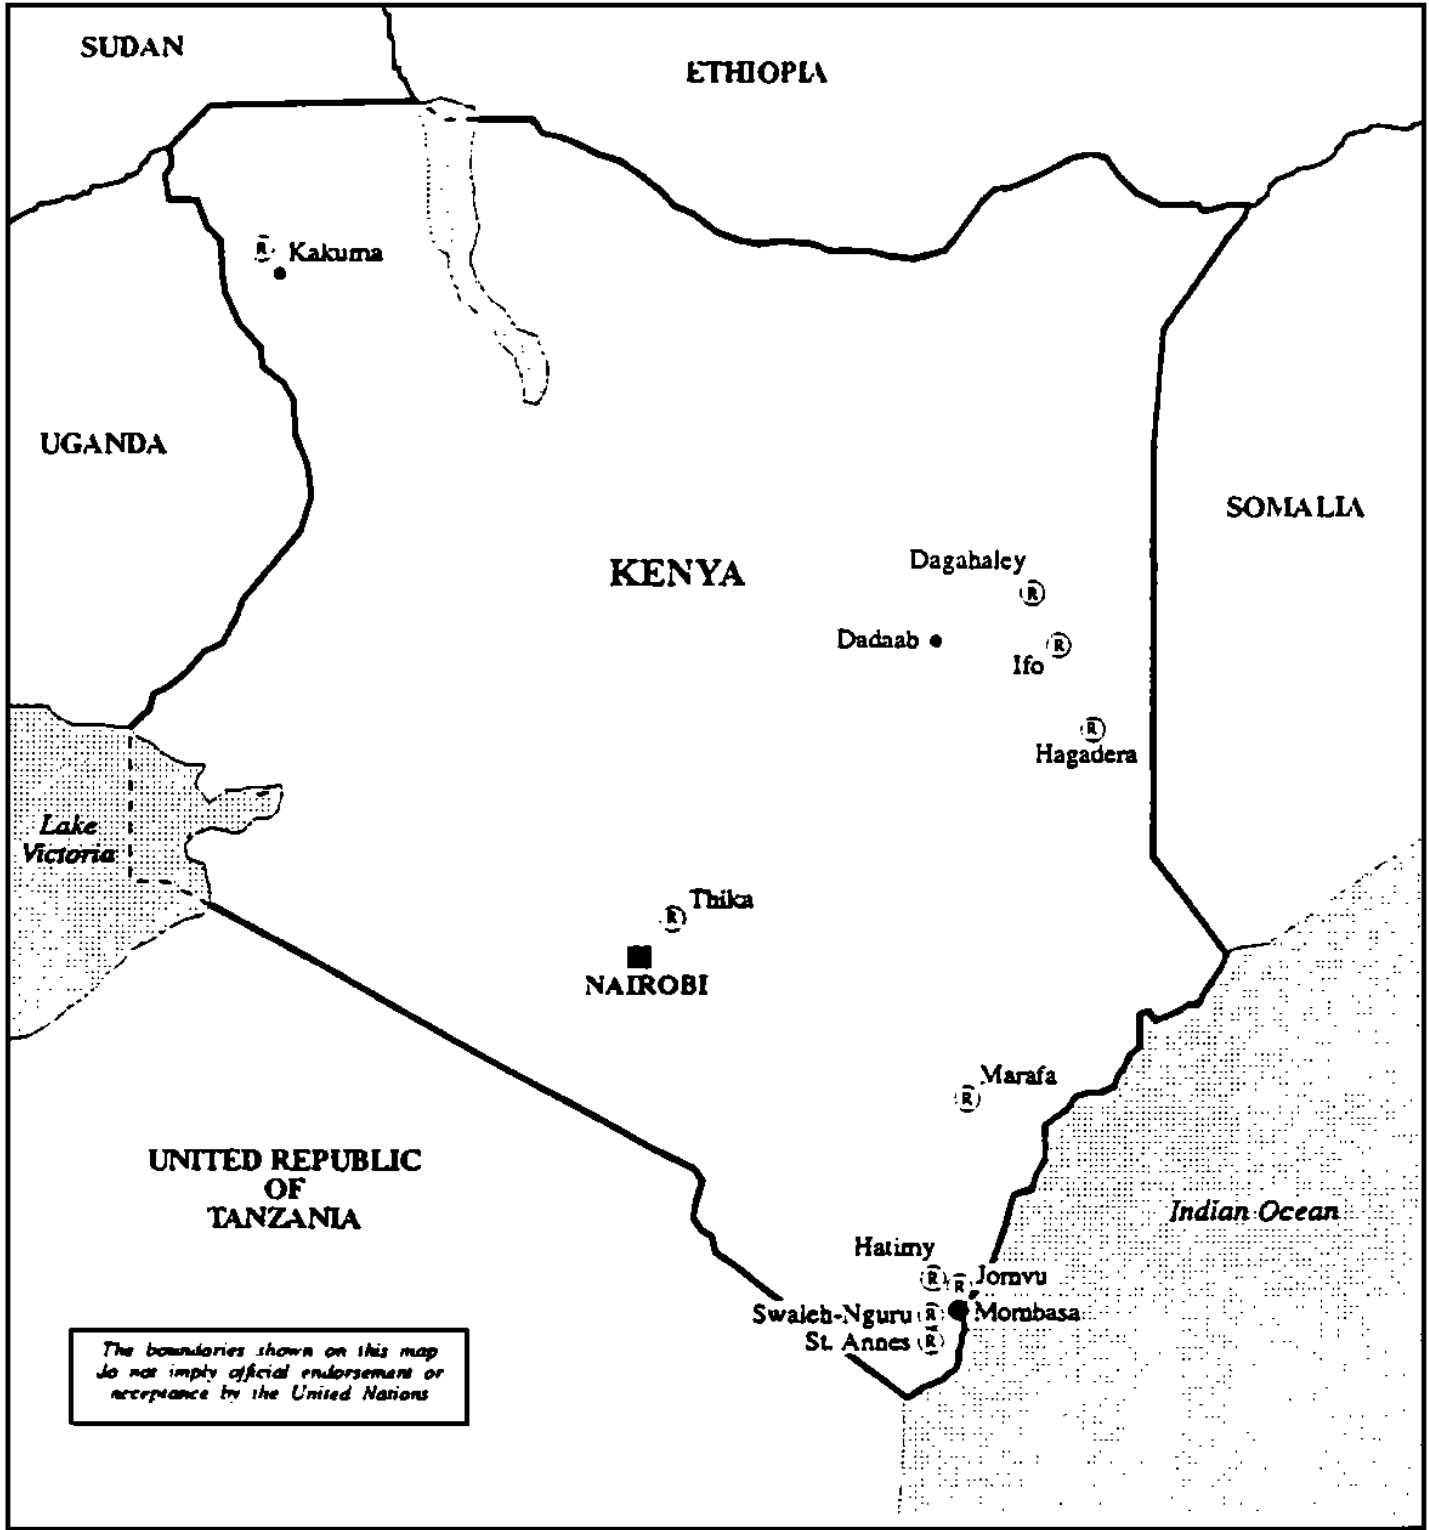 SUDAN
ETHIOPIA
R Kakuma
UGANDA
SOMALIA
KENYA
Dagahaley
R
Dadaab
R
Ifo
R
Hagadera
Lake
Victoria
Thika
R
NAIROBI
Marafa
R
UNITED REPUBLIC
OF
TANZANIA
Indian Ocean
Hatimy
R R Jomvu
Swaleh-Nguru R Mombasa
St. Annes R
The boundaries shown on this map
do not imply official endorsement or
acceptance by the United Nations